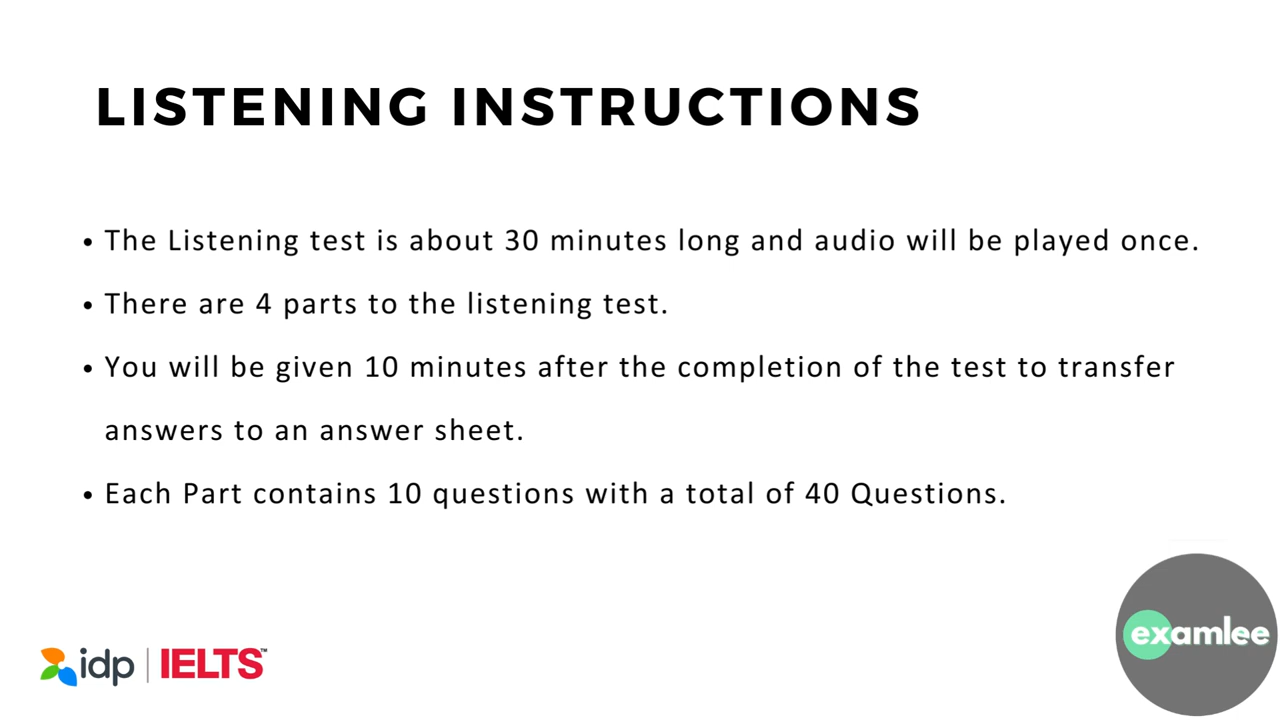 LISTENING INSTRUCTIONS
• The Listening test is about 30 minutes long and audio will be played once.
• There are 4 parts to the listening test.
• You will be given 10 minutes after the completion of the test to transfer
answers to an answer sheet.
• Each Part contains 10 questions with a total of 40 Questions.
examlee
idp | IELTS™